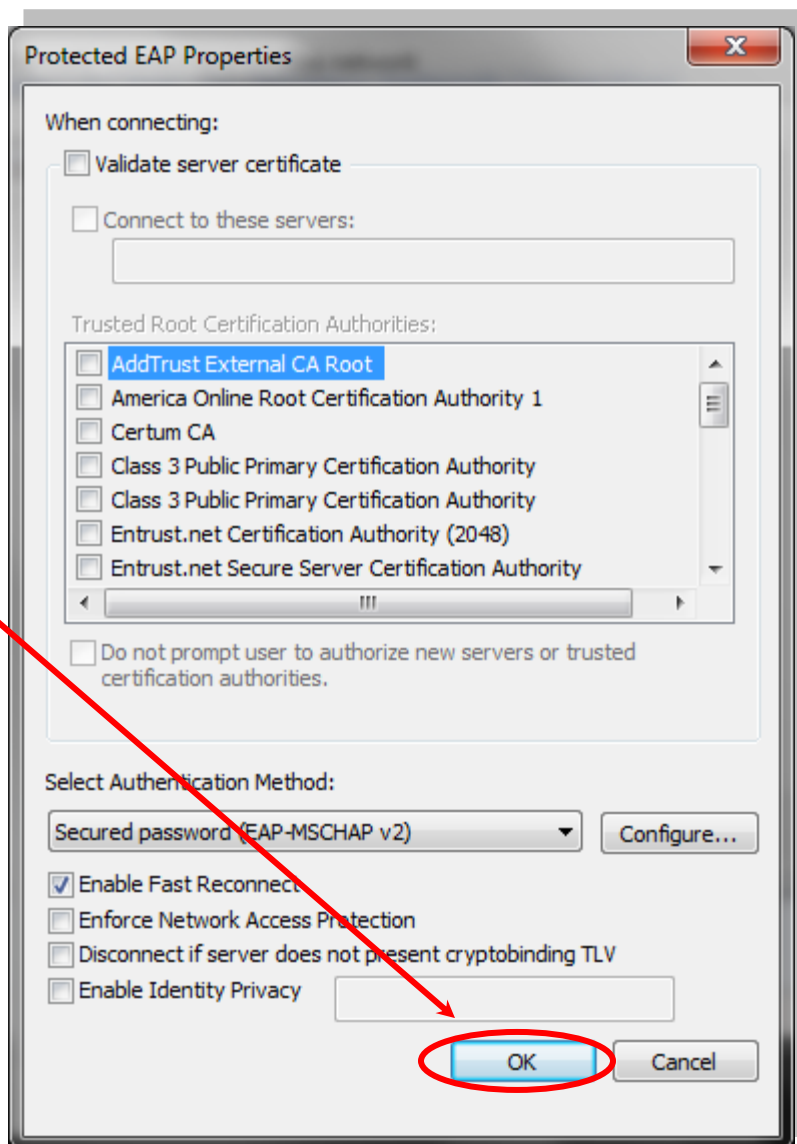 Protected EAP Properties
When connecting:
Validate server certificate
Connect to these servers:
Trusted Root Certification Authorities:
AddTrust External CA Root
America Online Root Certification Authority 1
Certum CA
Class 3 Public Primary Certification Authority
Class 3 Public Primary Certification Authority
Entrust.net Certification Authority (2048)
Entrust.net Secure Server Certification Authority
Do not prompt user to authorize new servers or trusted
certification authorities.
Select Authentication Method:
Secured password (EAP-MSCHAP v2) Configure...
Enable Fast Reconnect
Enforce Network Access Protection
Disconnect if server does not present cryptobinding TLV
Enable Identity Privacy
OK Cancel